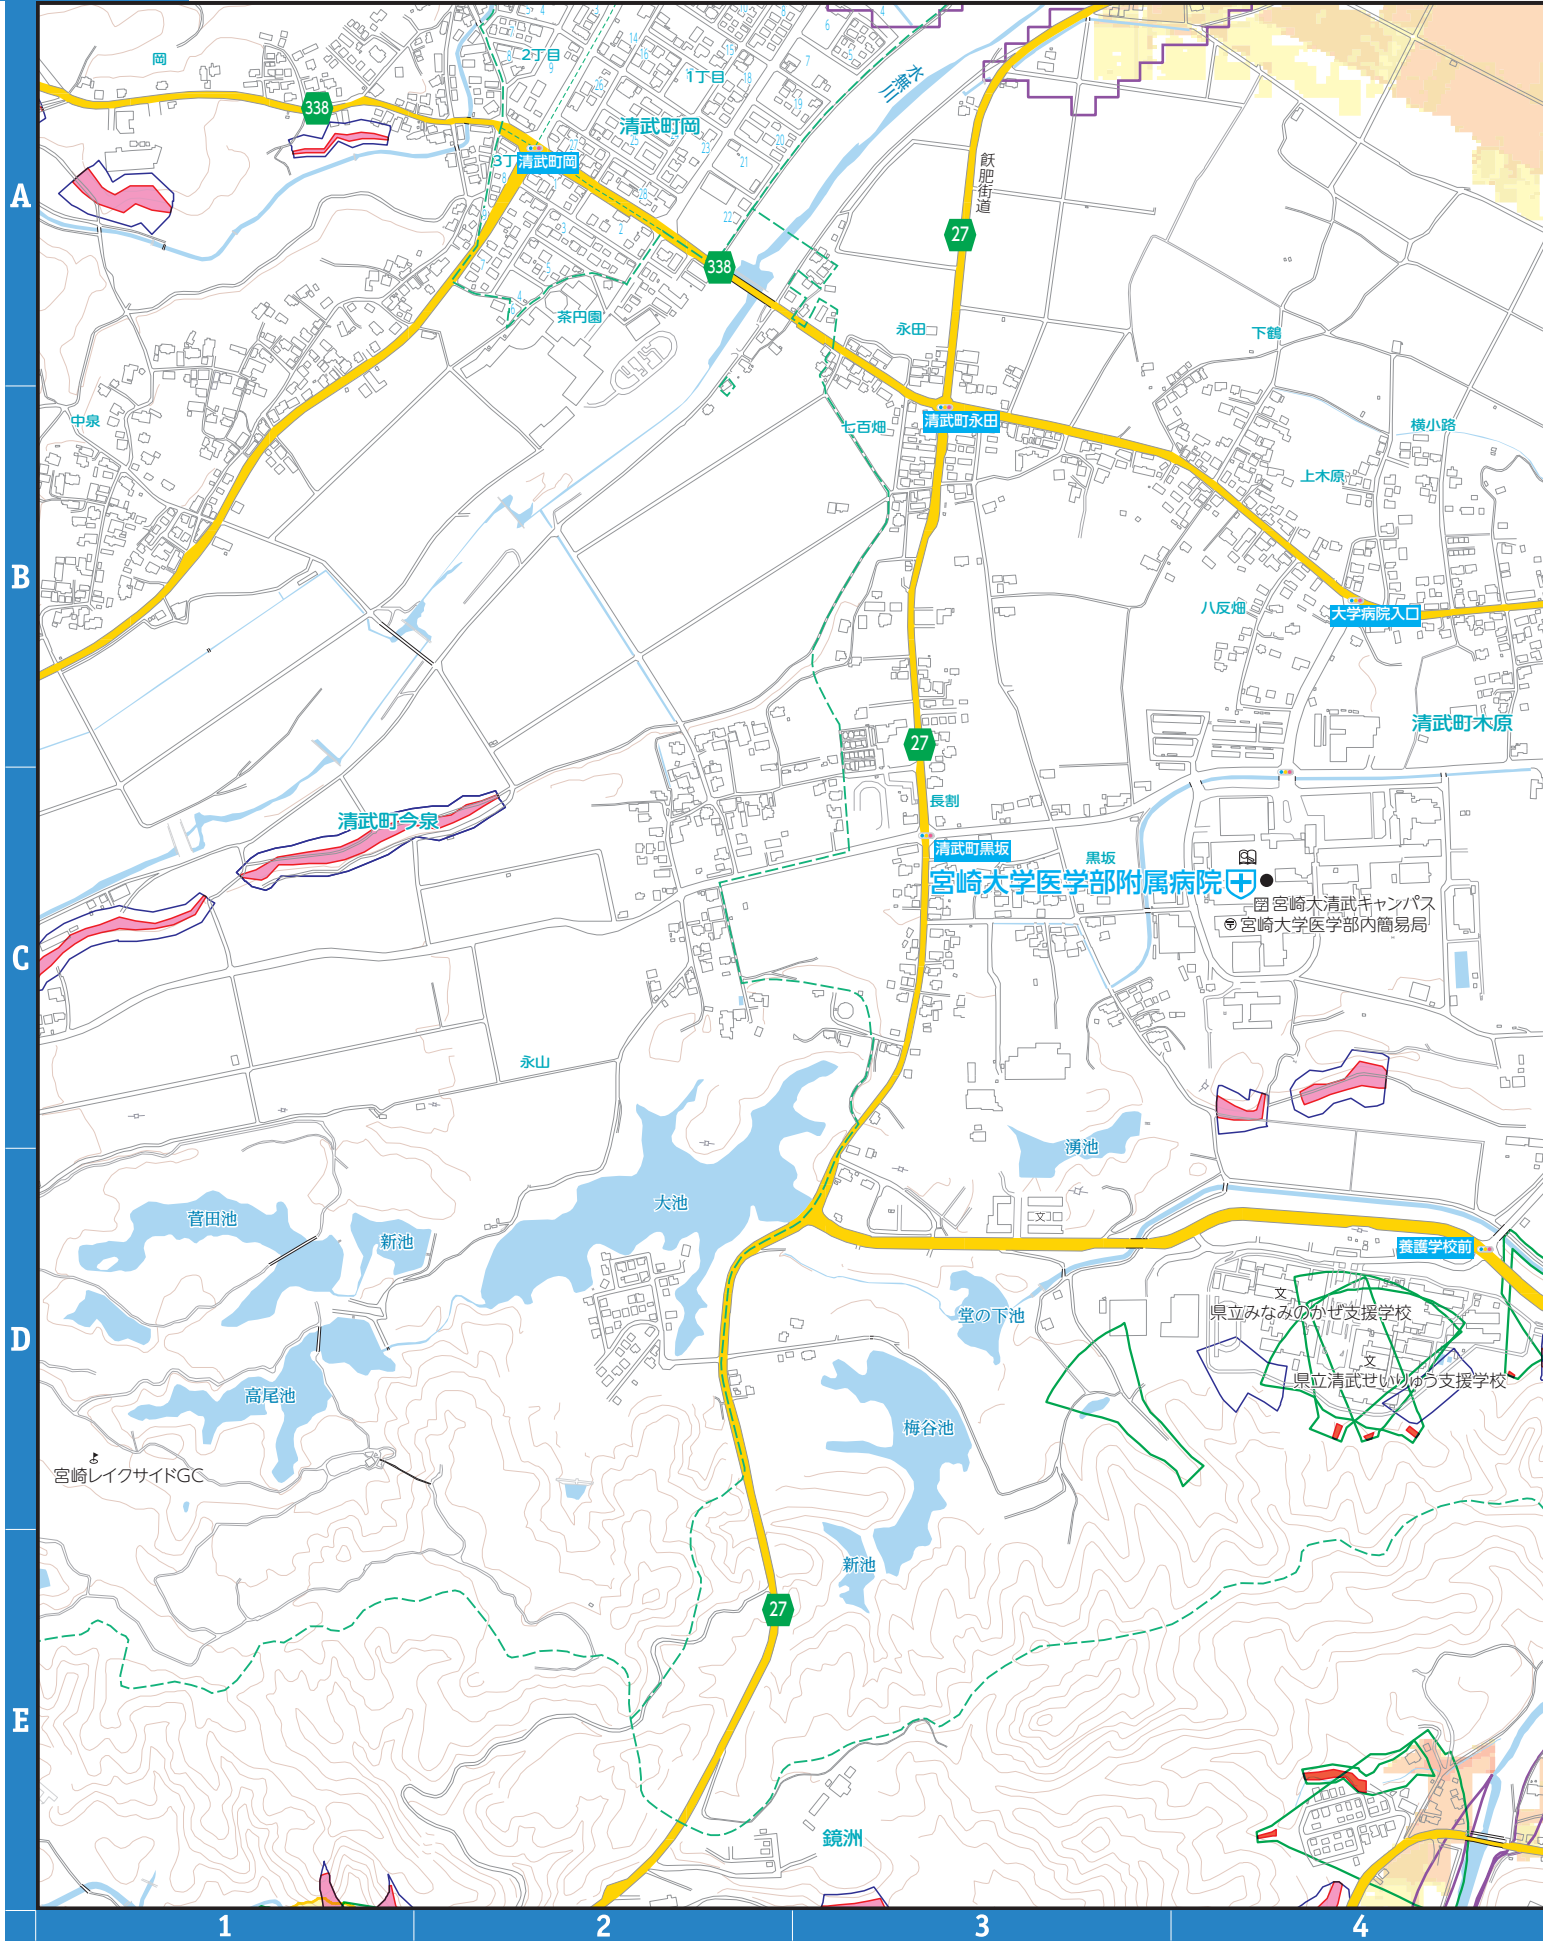 岡
338
2丁目
1丁目
清武町岡
水無川
3丁
清武町岡
飫肥街道
27
338
茶円園
永田
下鶴
A
中泉
七百畑
清武町永田
横小路
上木原
B
八反畑
大学病院入口
清武町木原
27
長割
清武町今泉
清武町黒坂
黒坂
宮崎大学医学部附属病院
宮崎大清武キャンパス
宮崎大学医学部内簡易局
C
永山
湧池
大池
菅田池
新池
文
養護学校前
堂の下池
文
県立みなみのかぜ支援学校
D
文
県立清武せいりゅう支援学校
高尾池
梅谷池
宮崎レイクサイドGC
新池
27
E
鏡洲
1
2
3
4